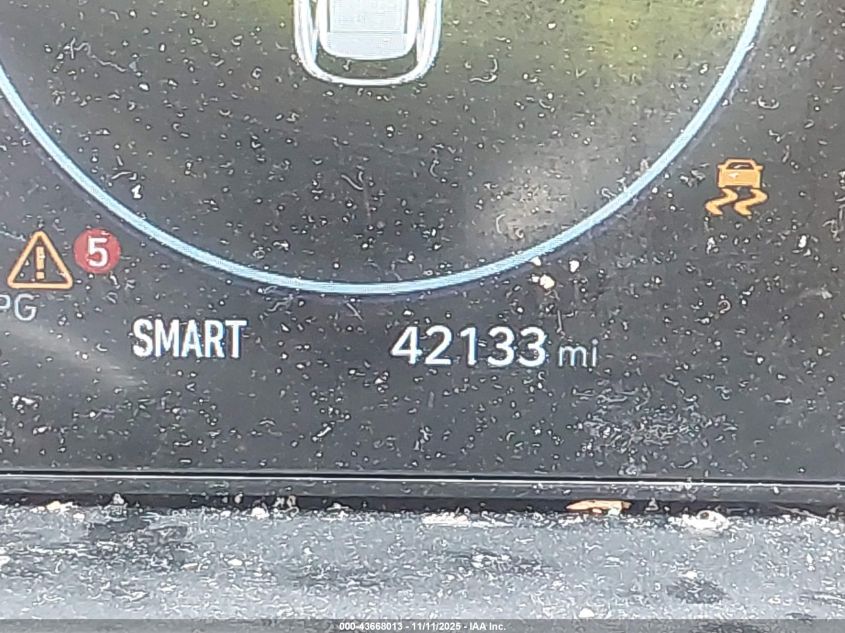 5
PG
SMART
42133 mi
000-43668013 - 11/11/2025 - IAA Inc.